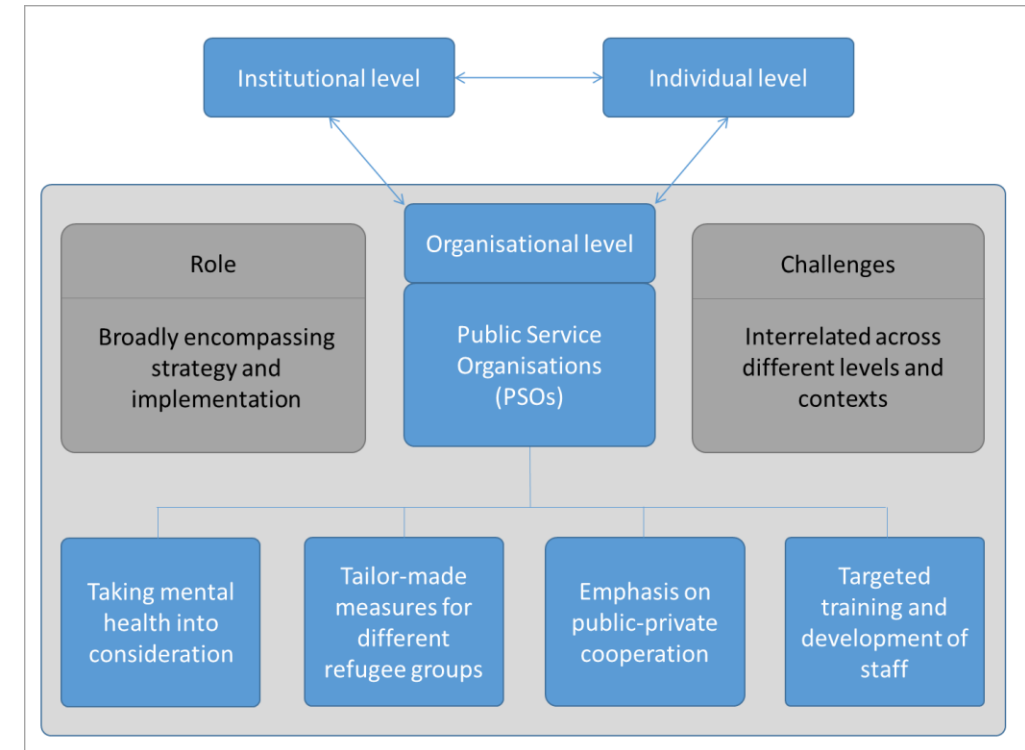 Institutional level
Individual level
Organisational level
Role
Broadly encompassing
strategy and
implementation
Public Service
Organisations
(PSOs)
Challenges
Interrelated across
different levels and
contexts
Taking mental
health into
consideration
Tailor-made
measures for
different
refugee groups
Emphasis on
public-private
cooperation
Targeted
training and
development of
staff